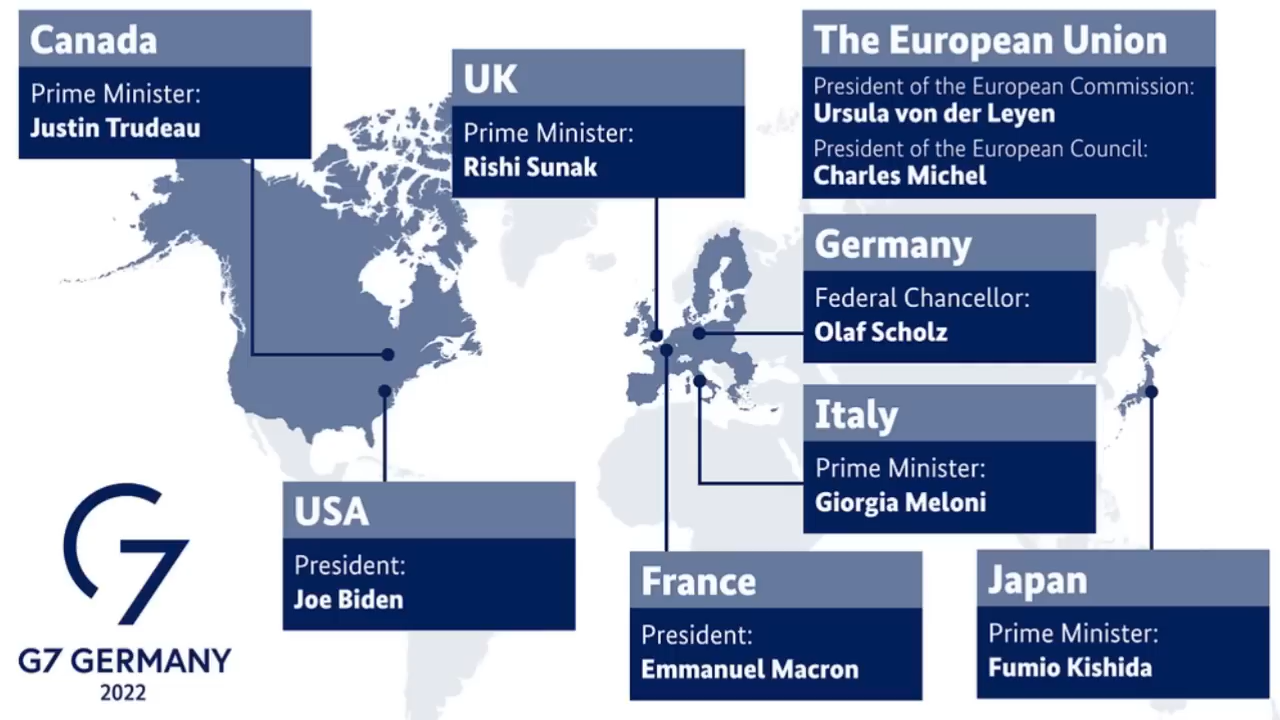 Canada
Prime Minister:
Justin Trudeau
UK
Prime Minister:
Rishi Sunak
The European Union
President of the European Commission:
Ursula von der Leyen
President of the European Council:
Charles Michel
Germany
Federal Chancellor:
Olaf Scholz
Italy
Prime Minister:
Giorgia Meloni
USA
President:
Joe Biden
France
President:
Emmanuel Macron
Japan
Prime Minister:
Fumio Kishida
G7
G7 GERMANY
2022